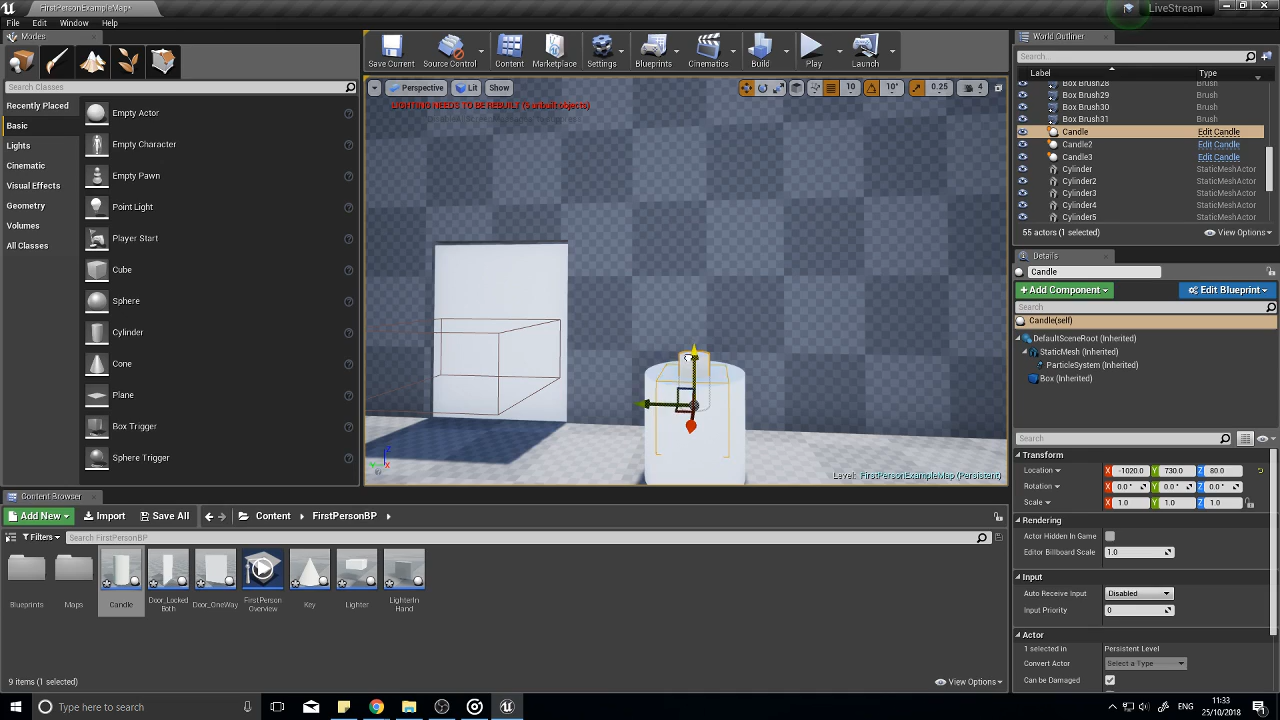 FirstPersonExampleMap*
LiveStream
File Edit Window Help
Modes
Search Classes
Recently Placed
Basic
Lights
Cinematic
Visual Effects
Geometry
Volumes
All Classes
Empty Actor
Empty Character
Empty Pawn
Point Light
Player Start
Cube
Sphere
Cylinder
Cone
Plane
Box Trigger
Sphere Trigger
Save Current
Source Control
Content
Marketplace
Settings
Blueprints
Cinematics
Build
Play
Launch
Perspective Lit Show
10 10° 0.25 4
LIGHTING NEEDS TO BE REBUILT (6 unbuilt objects)
Level: FirstPersonExampleMap (Persistent)
World Outliner
Search...
Label Type
Box Brush28 Brush
Box Brush29 Brush
Box Brush30 Brush
Box Brush31 Brush
Candle Edit Candle
Candle2 Edit Candle
Candle3 Edit Candle
Cylinder StaticMeshActor
Cylinder2 StaticMeshActor
Cylinder3 StaticMeshActor
Cylinder4 StaticMeshActor
Cylinder5 StaticMeshActor
55 actors (1 selected) View Options
Details
Candle
+ Add Component Edit Blueprint
Search
Candle(self)
DefaultSceneRoot (Inherited)
StaticMesh (Inherited)
ParticleSystem (Inherited)
Box (Inherited)
Search
Transform
Location X -1020.0 Y 730.0 Z 80.0
Rotation X 0.0 ° Y 0.0 ° Z 0.0 °
Scale X 1.0 Y 1.0 Z 1.0
Rendering
Actor Hidden In Game
Editor Billboard Scale 1.0
Input
Auto Receive Input Disabled
Input Priority 0
Actor
1 selected in Persistent Level
Convert Actor Select a Type
Can be Damaged
Content Browser
Add New Import Save All Content FirstPersonBP
Filters Search FirstPersonBP
Blueprints
Maps
Candle
Door_Locked
Both
Door_OneWay
FirstPerson
Overview
Key
Lighter
LighterIn
Hand
9 items (1 selected) View Options
Type here to search
ENG
11:33
25/10/2018